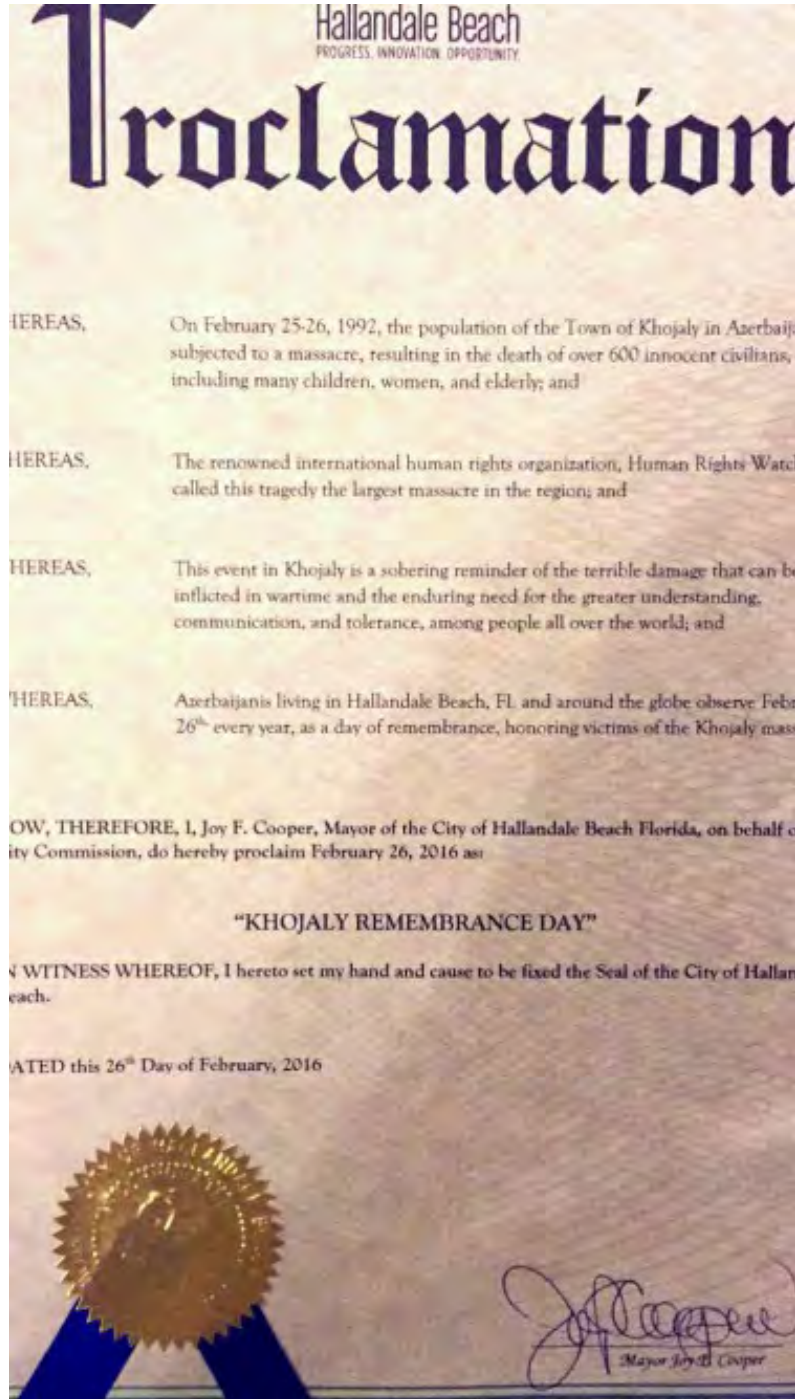 Hallandale Beach
PROGRESS. INNOVATION. OPPORTUNITY.
Proclamation
HEREAS,
On February 25-26, 1992, the population of the Town of Khojaly in Azerbaij
subjected to a massacre, resulting in the death of over 600 innocent civilians,
including many children, women, and elderly; and
HEREAS,
The renowned international human rights organization, Human Rights Watc
called this tragedy the largest massacre in the region; and
HEREAS,
This event in Khojaly is a sobering reminder of the terrible damage that can be
inflicted in wartime and the enduring need for the greater understanding,
communication, and tolerance, among people all over the world; and
HEREAS,
Azerbaijanis living in Hallandale Beach, FL and around the globe observe Febr
26th every year, as a day of remembrance, honoring victims of the Khojaly mass
OW, THEREFORE, I, Joy F. Cooper, Mayor of the City of Hallandale Beach Florida, on behalf o
ity Commission, do hereby proclaim February 26, 2016 as:
"KHOJALY REMEMBRANCE DAY"
N WITNESS WHEREOF, I hereto set my hand and cause to be fixed the Seal of the City of Hallan
each.
ATED this 26th Day of February, 2016
Joy Cooper
Mayor Joy F. Cooper